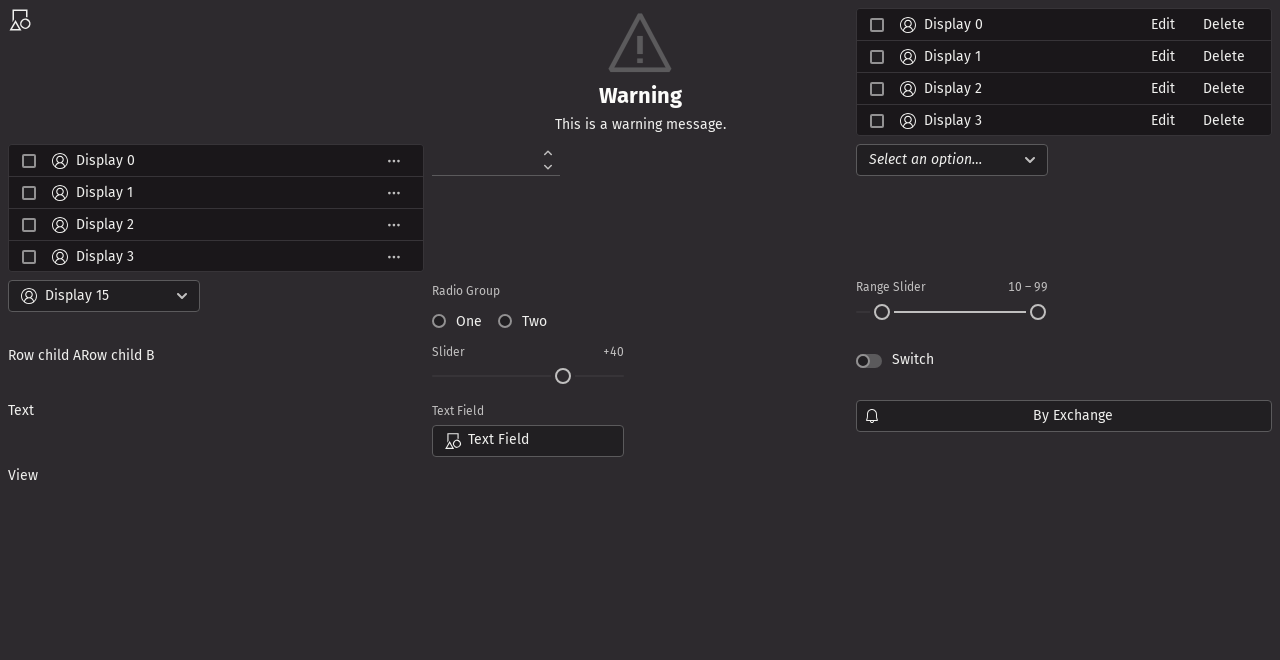 Warning
This is a warning message.
Display 0 Edit Delete
Display 1 Edit Delete
Display 2 Edit Delete
Display 3 Edit Delete
Display 0
Display 1
Display 2
Display 3
Select an option...
Display 15
Radio Group
One Two
Slider +40
Range Slider 10 – 99
Row child ARow child B
Switch
Text
Text Field
Text Field
By Exchange
View